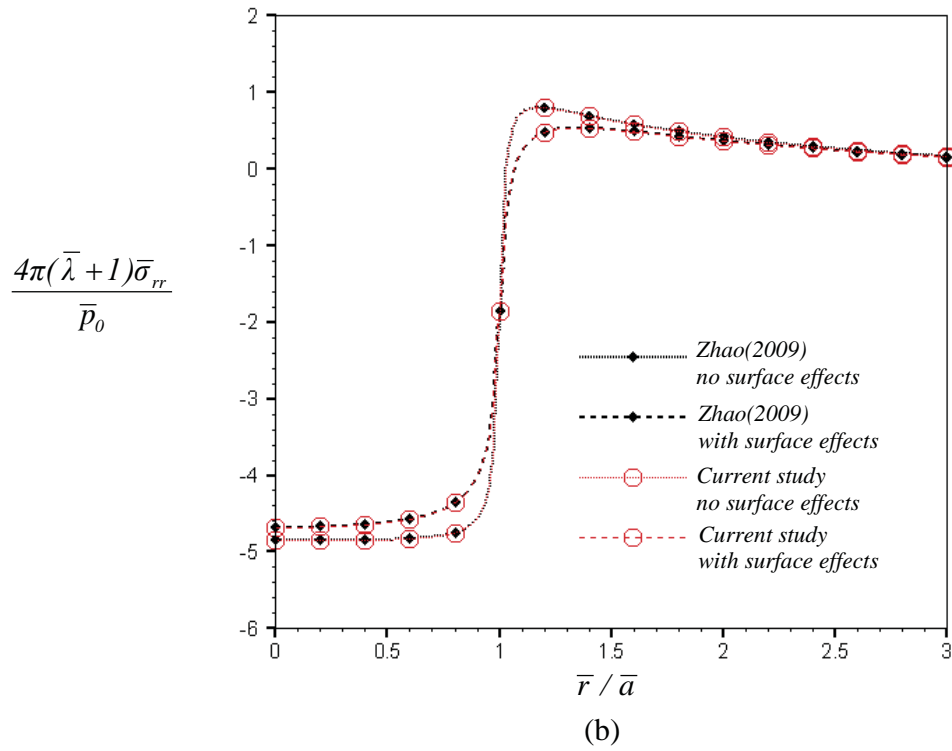 2
1
0
-1
-2
-3
-4
-5
-6
4π(λ̅ +1)σ̅rr
p̅0
Zhao(2009)
no surface effects
Zhao(2009)
with surface effects
Current study
no surface effects
Current study
with surface effects
0 0.5 1 1.5 2 2.5 3
r̅ / a̅
(b)